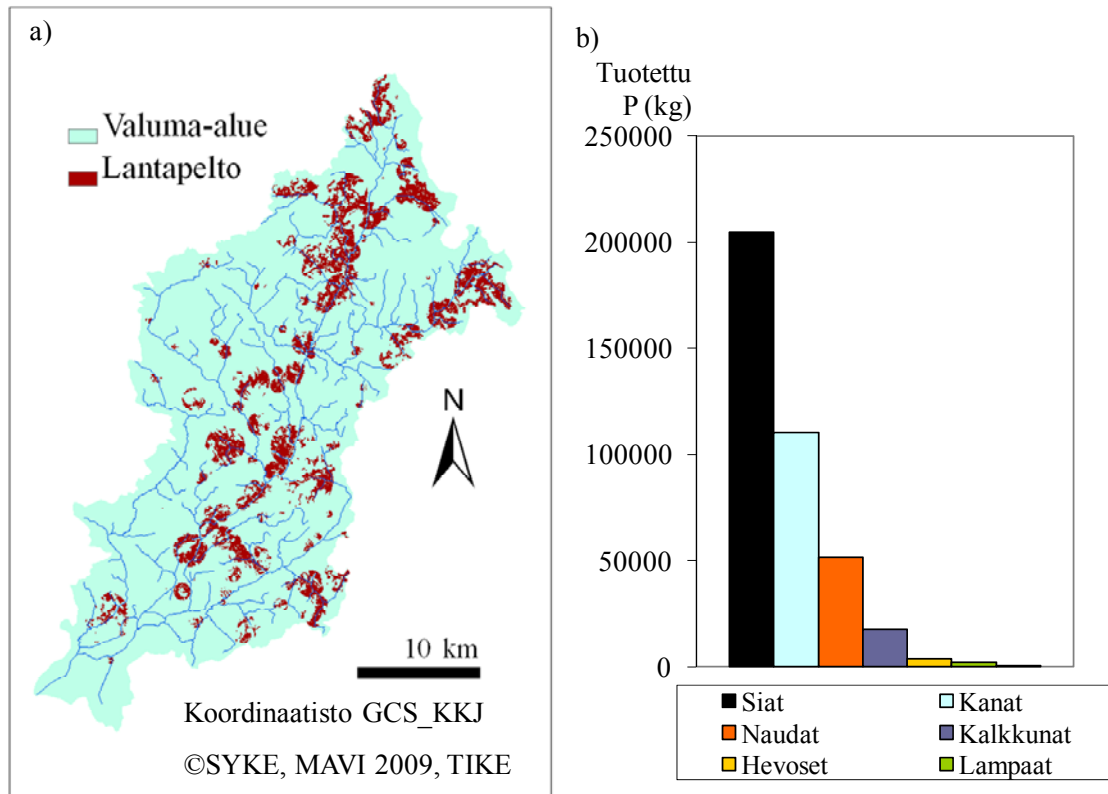 a)
Valuma-alue
Lantapelto
N
10 km
Koordinaatisto GCS_KKJ
©SYKE, MAVI 2009, TIKE
b)
Tuotettu
P (kg)
250000
200000
150000
100000
50000
0
Siat
Kanat
Naudat
Kalkkunat
Hevoset
Lampaat